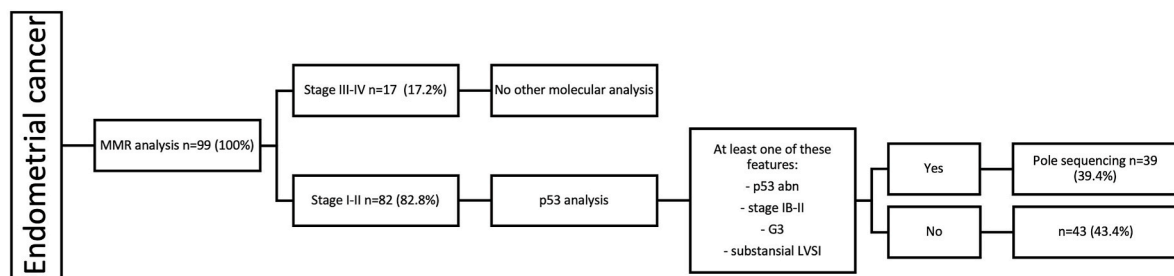 Endometrial cancer
MMR analysis n=99 (100%)
Stage III-IV n=17 (17.2%)
No other molecular analysis
Stage I-II n=82 (82.8%)
p53 analysis
At least one of these
features:
- p53 abn
- stage IB-II
- G3
- substansial LVSI
Yes
Pole sequencing n=39
(39.4%)
No
n=43 (43.4%)